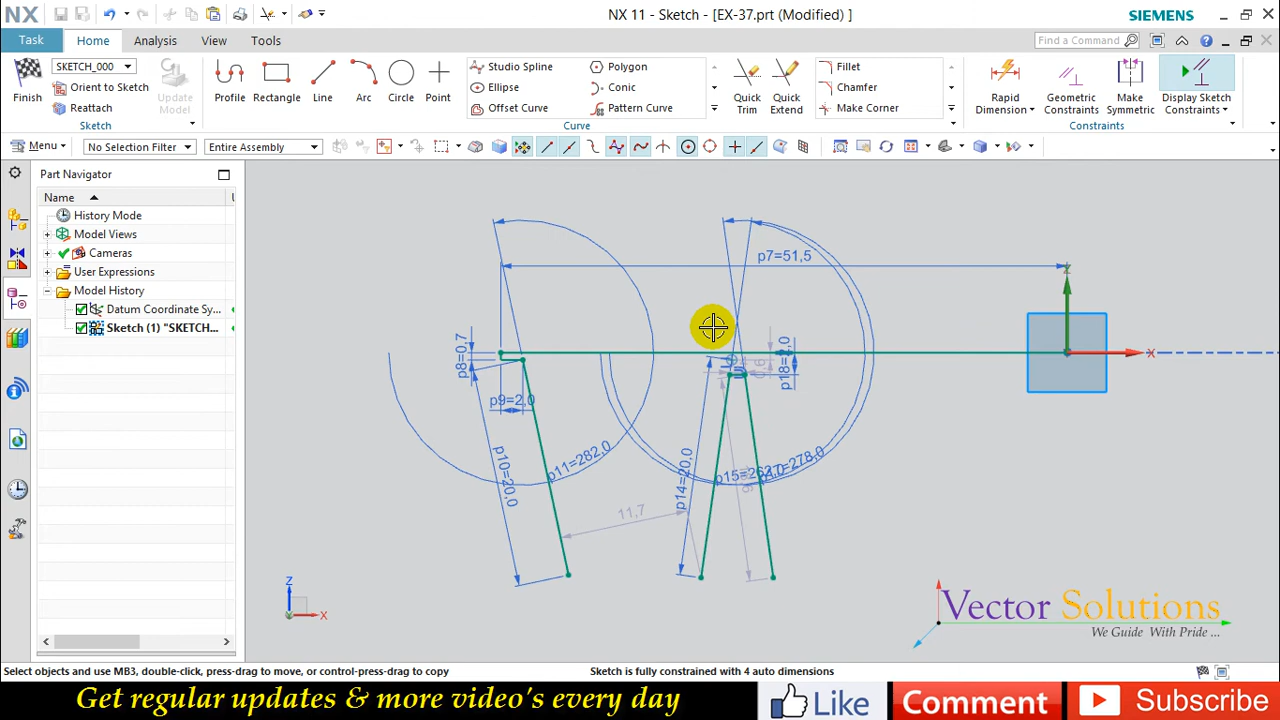 NX
NX 11 - Sketch - [EX-37.prt (Modified) ]
SIEMENS
Task
Home
Analysis
View
Tools
Find a Command
Finish
SKETCH_000
Orient to Sketch
Reattach
Update Model
Sketch
Profile
Rectangle
Line
Arc
Circle
Point
Studio Spline
Ellipse
Offset Curve
Polygon
Conic
Pattern Curve
Quick Trim
Quick Extend
Fillet
Chamfer
Make Corner
Curve
Rapid Dimension
Geometric Constraints
Make Symmetric
Display Sketch Constraints
Constraints
Menu
No Selection Filter
Entire Assembly
Part Navigator
Name
History Mode
Model Views
Cameras
User Expressions
Model History
Datum Coordinate Sy...
Sketch (1) "SKETCH...
p7=51,5
Z
X
p8=0,7
p9=2,0
p10=20,0
p11=282,0
11,7
p14=20,0
p18=2,0
Z
Y
X
Vector Solutions
We Guide With Pride ...
Select objects and use MB3, double-click, press-drag to move, or control-press-drag to copy
Sketch is fully constrained with 4 auto dimensions
Get regular updates & more video's every day
Like
Comment
Subscribe